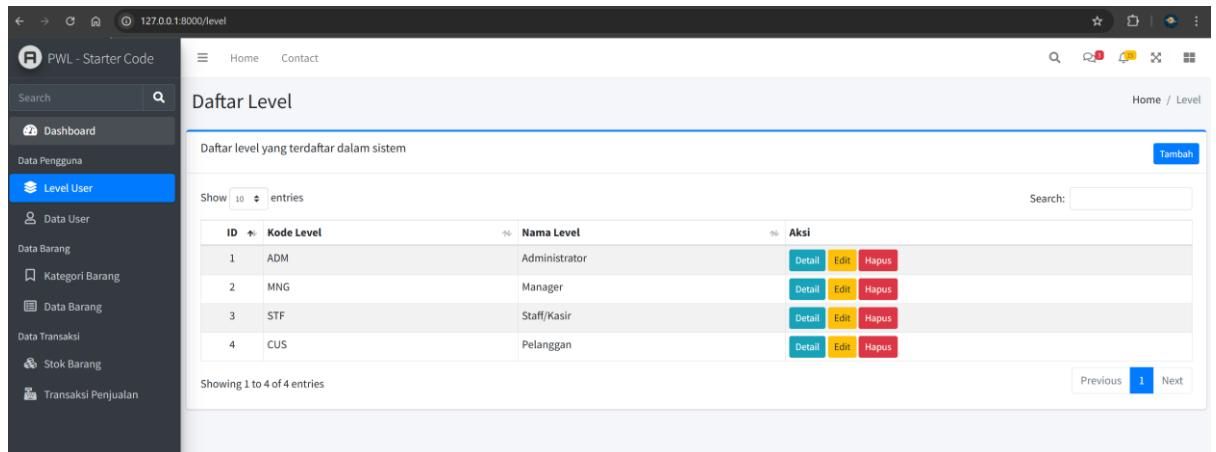 127.0.0.1:8000/level
PWL - Starter Code
Home Contact
Search
Daftar Level
Home / Level
Dashboard
Data Pengguna
Level User
Data User
Data Barang
Kategori Barang
Data Barang
Data Transaksi
Stok Barang
Transaksi Penjualan
Daftar level yang terdaftar dalam sistem
Tambah
Show 10 entries
Search:
ID Kode Level Nama Level Aksi
1 ADM Administrator Detail Edit Hapus
2 MNG Manager Detail Edit Hapus
3 STF Staff/Kasir Detail Edit Hapus
4 CUS Pelanggan Detail Edit Hapus
Showing 1 to 4 of 4 entries
Previous 1 Next